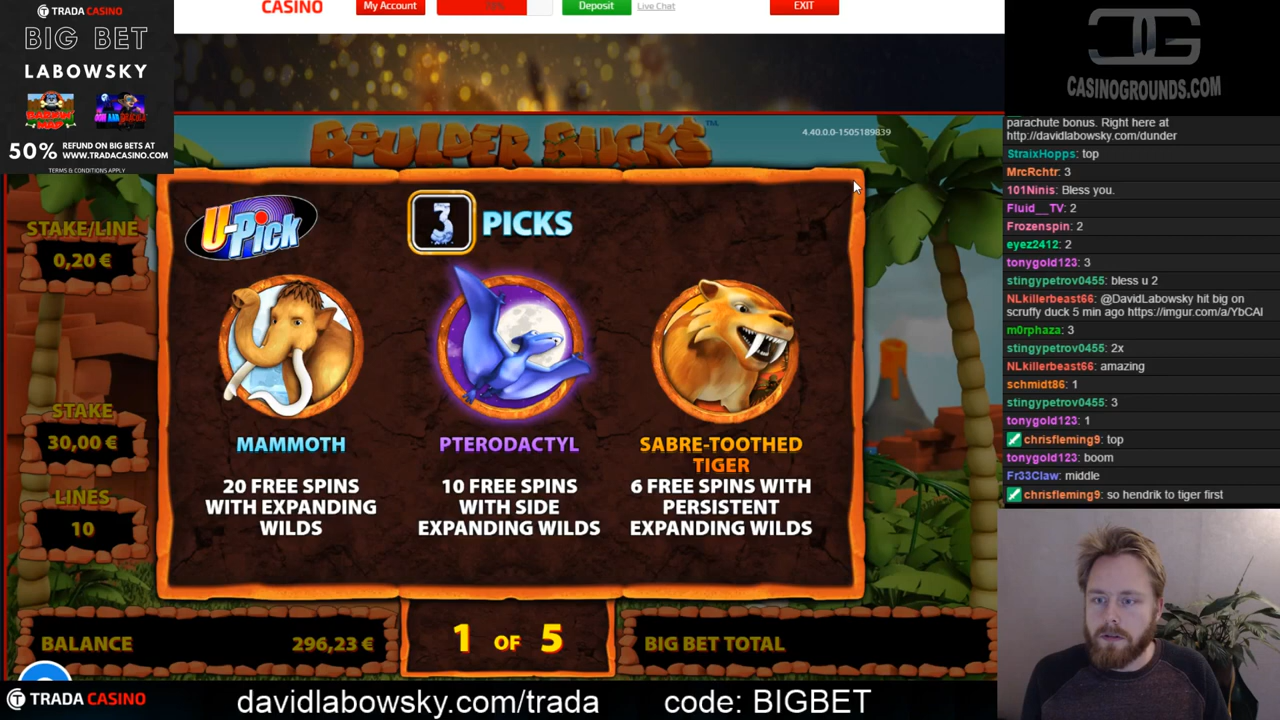 TRADA CASINO
BIG BET
LABOWSKY
BARKIN MAD
50% REFUND ON BIG BETS AT
WWW.TRADACASINO.COM
TERMS & CONDITIONS APPLY
CASINO
My Account
Deposit
Live Chat
EXIT
BOULDER BUCKS™
4.40.0.0-1505189839
U-Pick
3 PICKS
MAMMOTH
20 FREE SPINS
WITH EXPANDING
WILDS
PTERODACTYL
10 FREE SPINS
WITH SIDE
EXPANDING WILDS
SABRE-TOOTHED
TIGER
6 FREE SPINS WITH
PERSISTENT
EXPANDING WILDS
STAKE/LINE
0,20 €
STAKE
30,00 €
LINES
10
BALANCE 296,23 €
1 OF 5
BIG BET TOTAL
CG
CASINOGROUNDS.COM
parachute bonus. Right here at
http://davidlabowsky.com/dunder
StraixHopps: top
MrcRchtr: 3
101Ninis: Bless you.
Fluid__TV: 2
Frozenspin: 2
eyez2412: 2
tonygold123: 3
stingypetrov0455: bless u 2
NLkillerbeast66: @DavidLabowsky hit big on
scruffy duck 5 min ago https://imgur.com/a/YbCAl
m0rphaza: 3
stingypetrov0455: 2x
NLkillerbeast66: amazing
schmidt86: 1
stingypetrov0455: 3
tonygold123: 1
chrisfleming9: top
tonygold123: boom
Fr33Claw: middle
chrisfleming9: so hendrik to tiger first
TRADA CASINO
davidlabowsky.com/trada
code: BIGBET